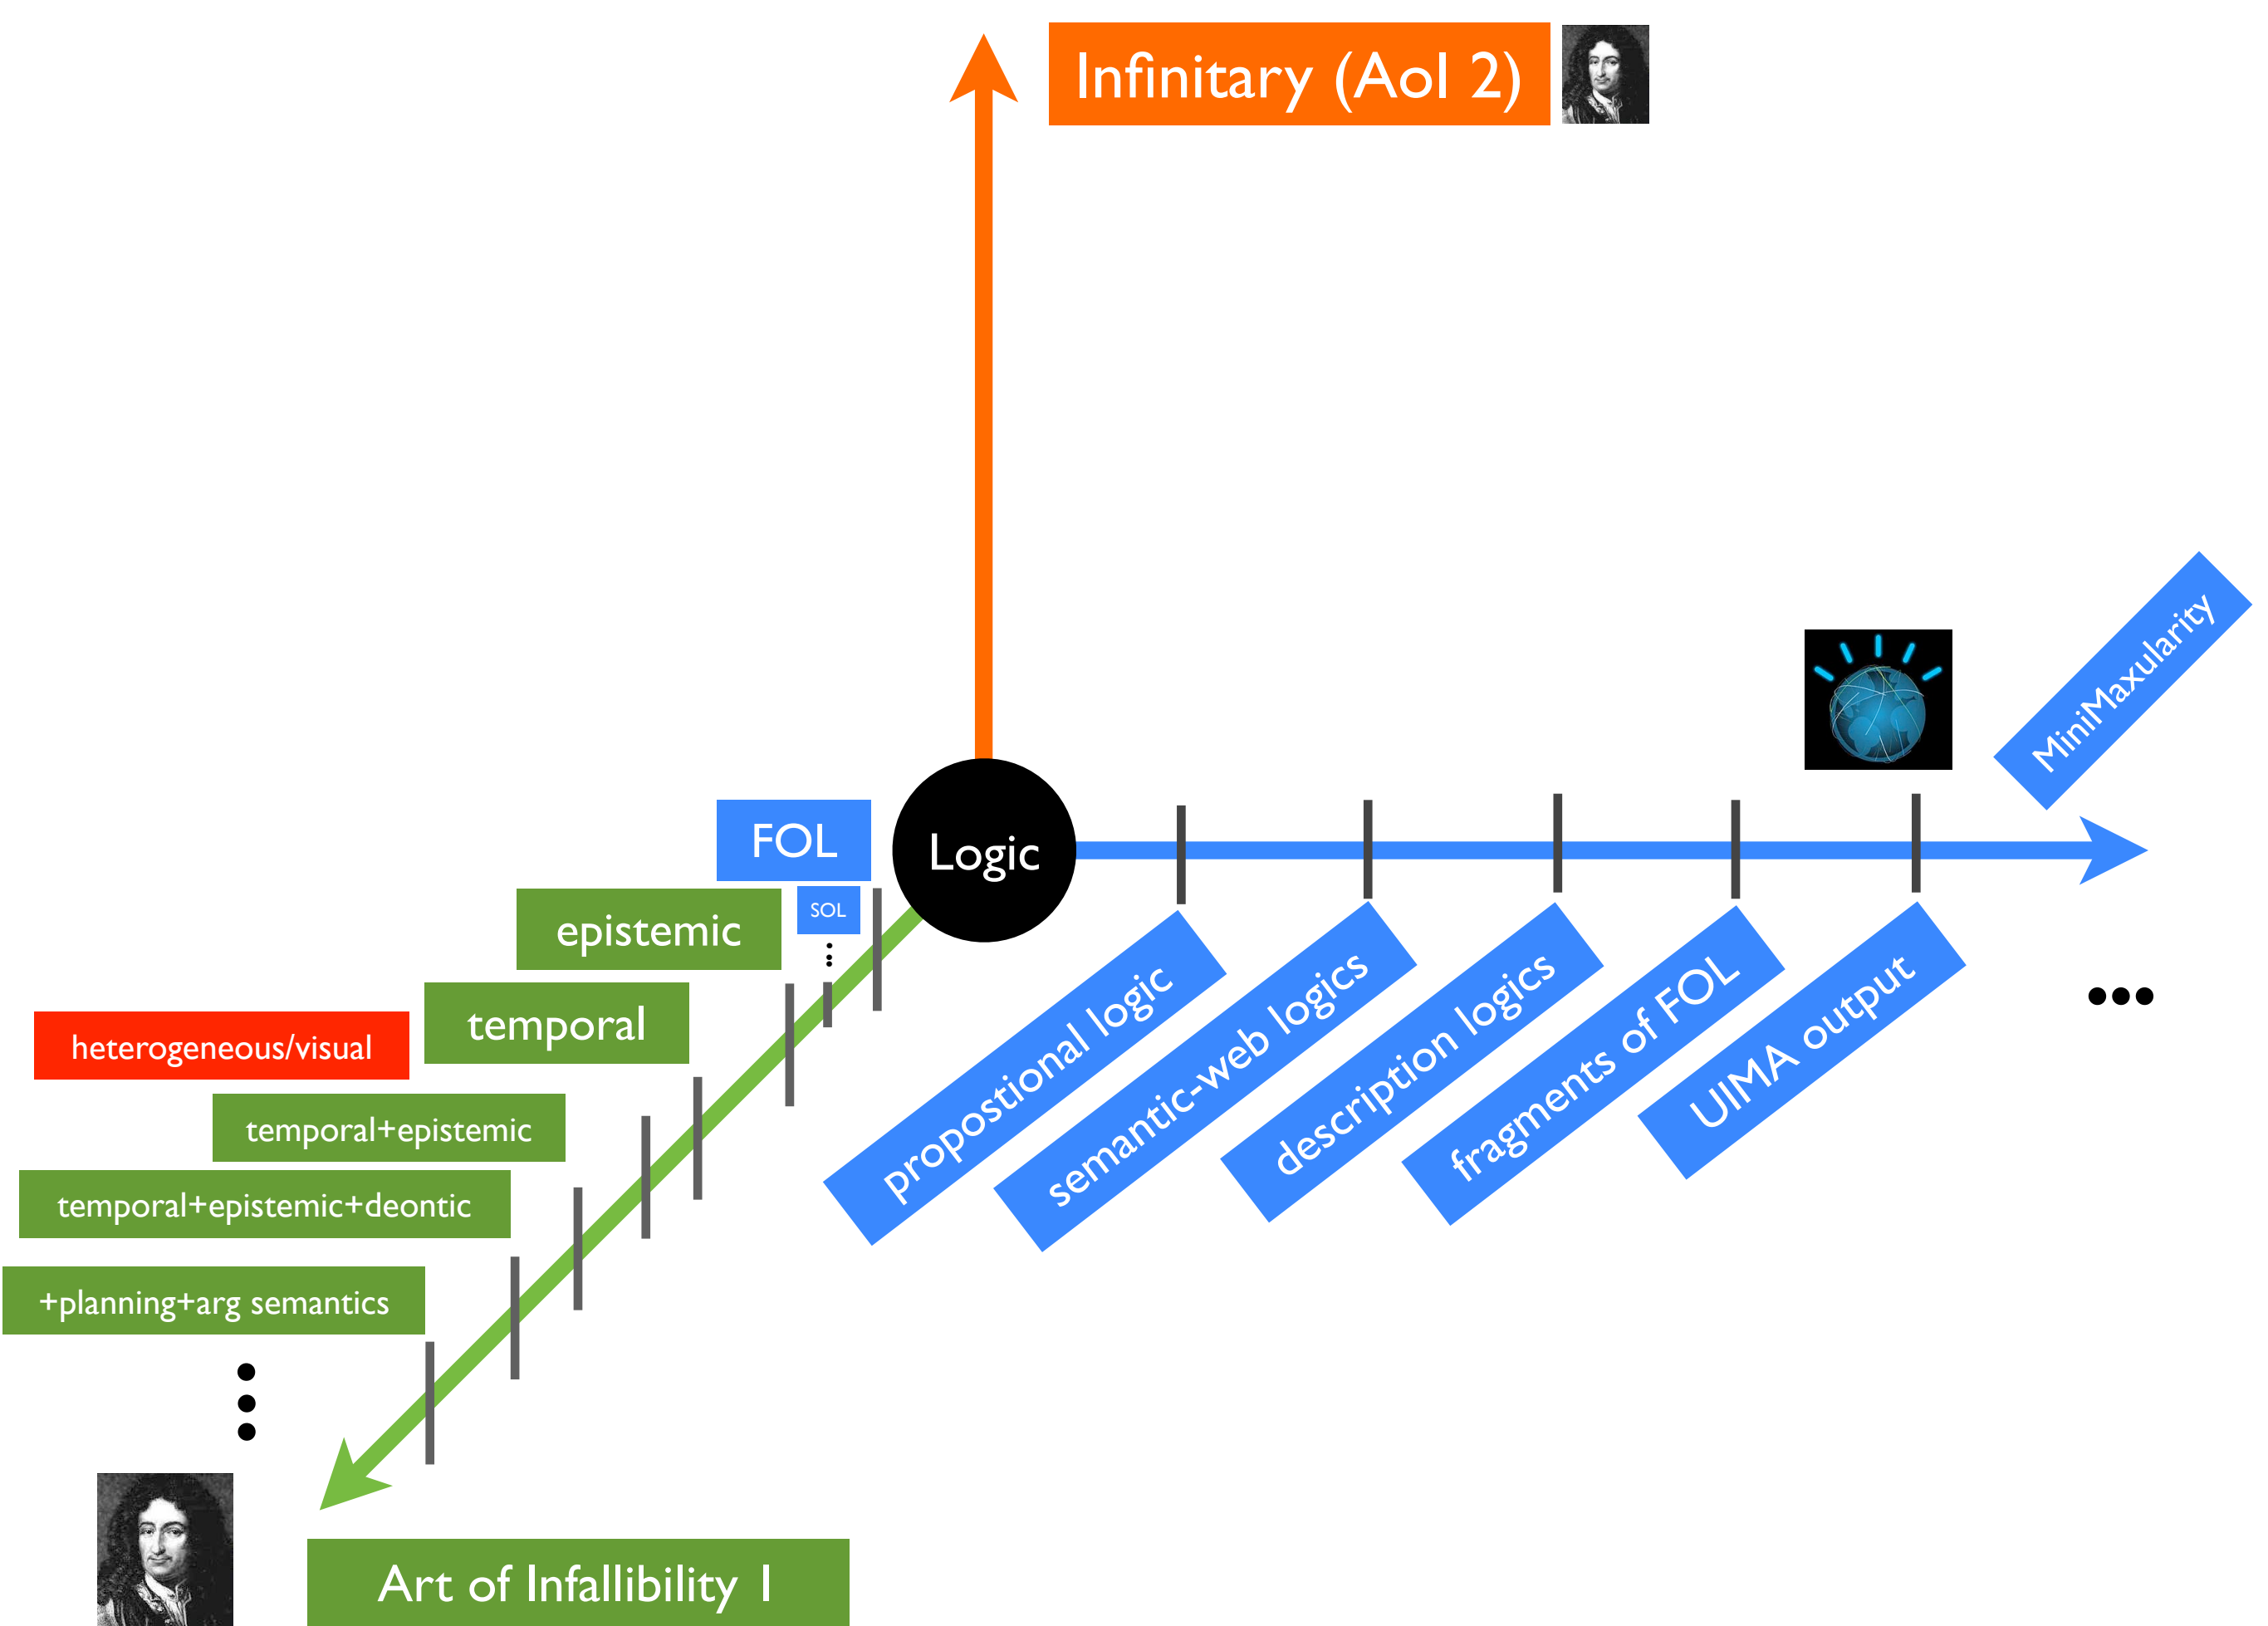 Infinitary (AoI 2)
MiniMaxularity
FOL
Logic
SOL
epistemic
temporal
heterogeneous/visual
temporal+epistemic
temporal+epistemic+deontic
+planning+arg semantics
propostional logic
semantic-web logics
description logics
fragments of FOL
UIMA output
Art of Infallibility 1